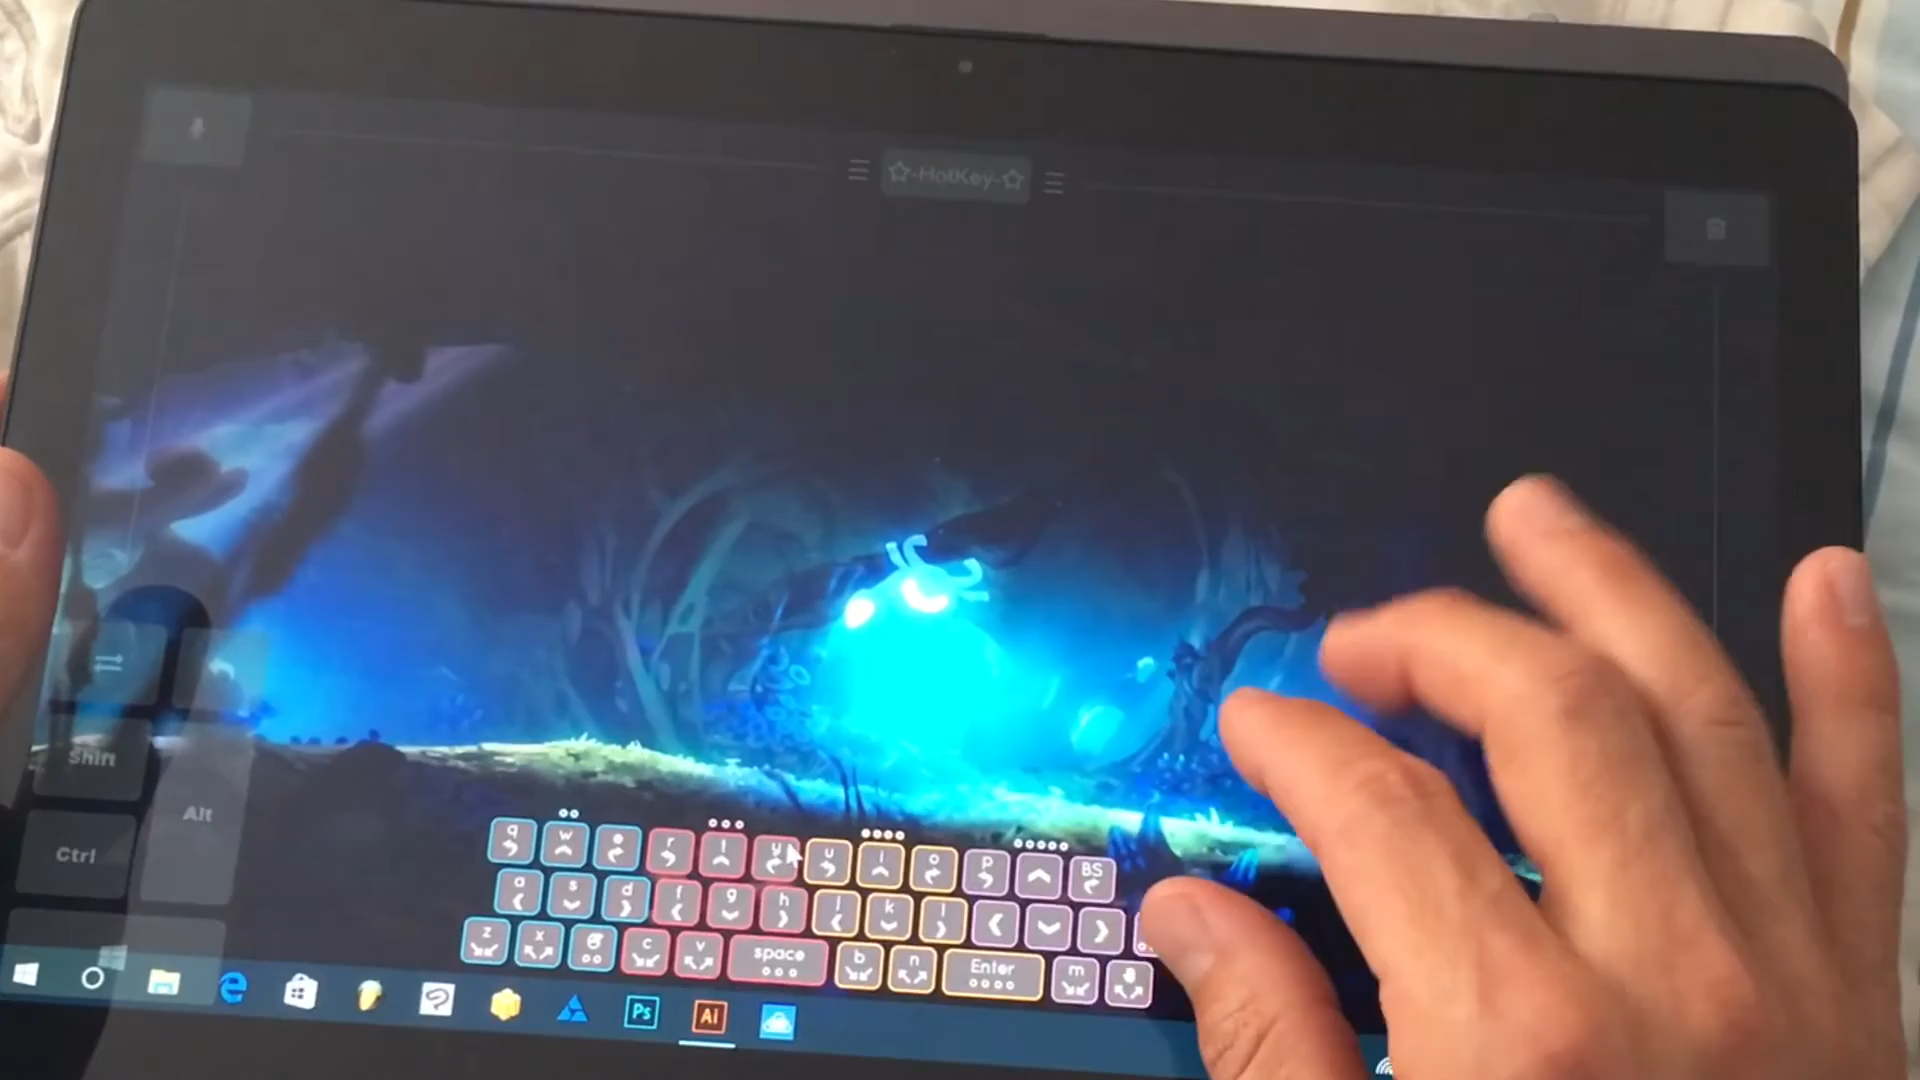 ☆-HotKey-☆
Shift
Alt
Ctrl
q w e r t y u i o p BS
a s d f g h j k l
z x c v space b n Enter m
Ps Ai